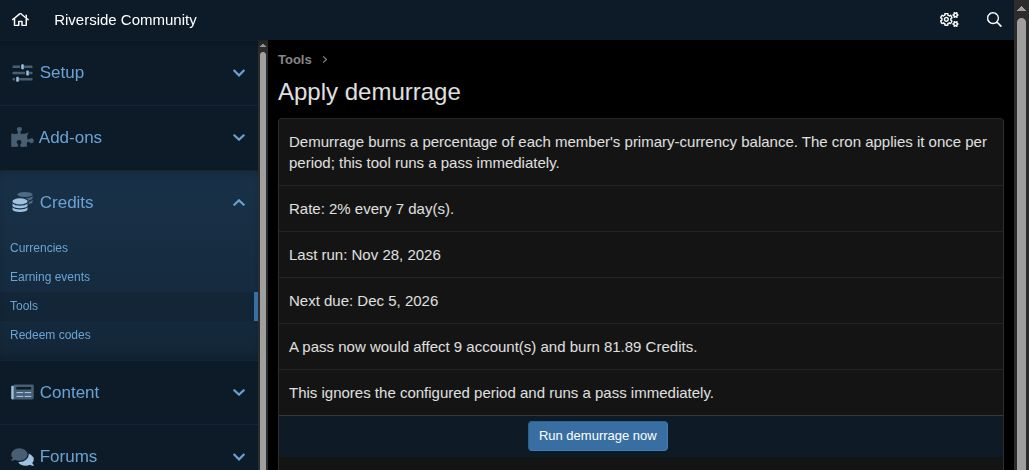 Riverside Community
Setup
Add-ons
Credits
Currencies
Earning events
Tools
Redeem codes
Content
Forums
Tools
Apply demurrage
Demurrage burns a percentage of each member's primary-currency balance. The cron applies it once per
period; this tool runs a pass immediately.
Rate: 2% every 7 day(s).
Last run: Nov 28, 2026
Next due: Dec 5, 2026
A pass now would affect 9 account(s) and burn 81.89 Credits.
This ignores the configured period and runs a pass immediately.
Run demurrage now